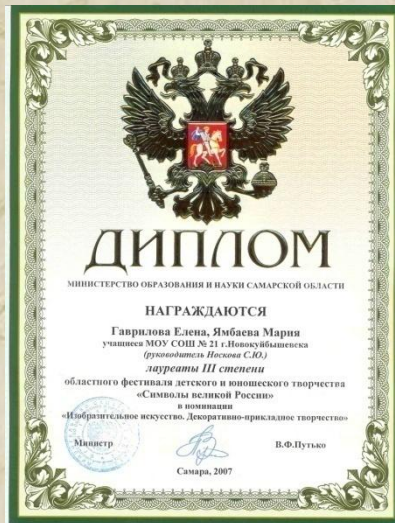 ДИПЛОМ
МИНИСТЕРСТВО ОБРАЗОВАНИЯ И НАУКИ САМАРСКОЙ ОБЛАСТИ
НАГРАЖДАЮТСЯ
Гаврилова Елена, Ямбаева Мария
учащиеся МОУ СОШ № 21 г.Новокуйбышевска
(руководитель Носкова С.Ю.)
лауреаты III степени
областного фестиваля детского и юношеского творчества
«Символы великой России»
в номинации
«Изобразительное искусство. Декоративно-прикладное творчество»
Министр В.Ф.Путько
Самара, 2007